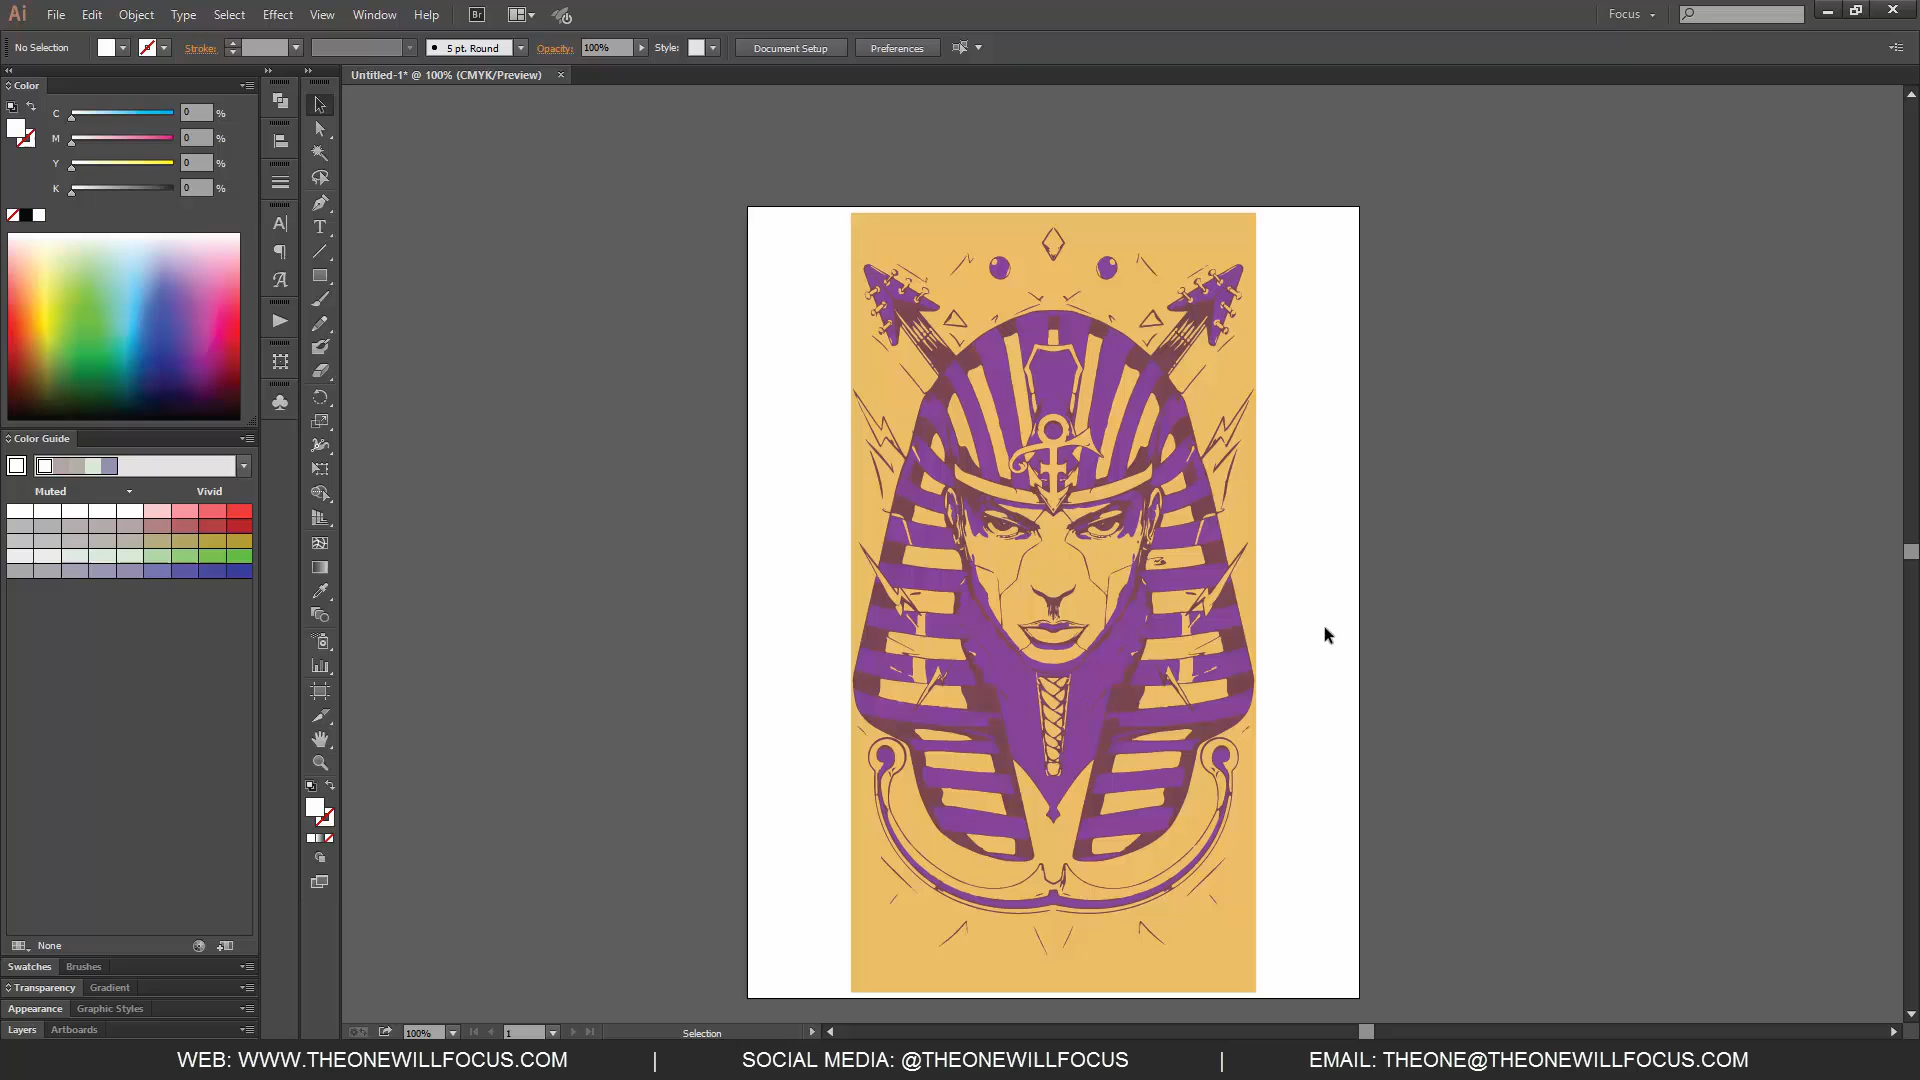 Ai File Edit Object Type Select Effect View Window Help Br Focus
No Selection Stroke: 5 pt. Round Opacity: 100% Style: Document Setup Preferences
Untitled-1* @ 100% (CMYK/Preview)
Color
C 0 %
M 0 %
Y 0 %
K 0 %
Color Guide
Muted Vivid
None
Swatches Brushes
Transparency Gradient
Appearance Graphic Styles
Layers Artboards
100% 1 Selection
WEB: WWW.THEONEWILLFOCUS.COM | SOCIAL MEDIA: @THEONEWILLFOCUS | EMAIL: THEONE@THEONEWILLFOCUS.COM